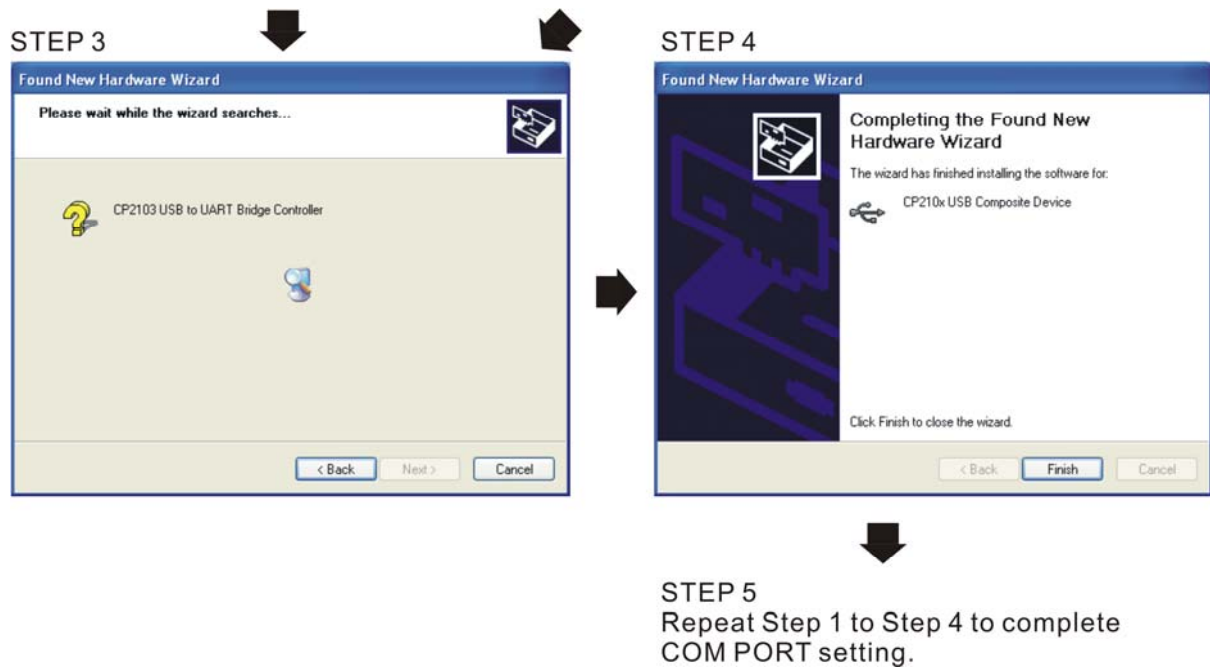 STEP 3
Found New Hardware Wizard
Please wait while the wizard searches...
CP2103 USB to UART Bridge Controller
< Back
Next >
Cancel
STEP 4
Found New Hardware Wizard
Completing the Found New
Hardware Wizard
The wizard has finished installing the software for:
CP210x USB Composite Device
Click Finish to close the wizard.
< Back
Finish
Cancel
STEP 5
Repeat Step 1 to Step 4 to complete
COM PORT setting.